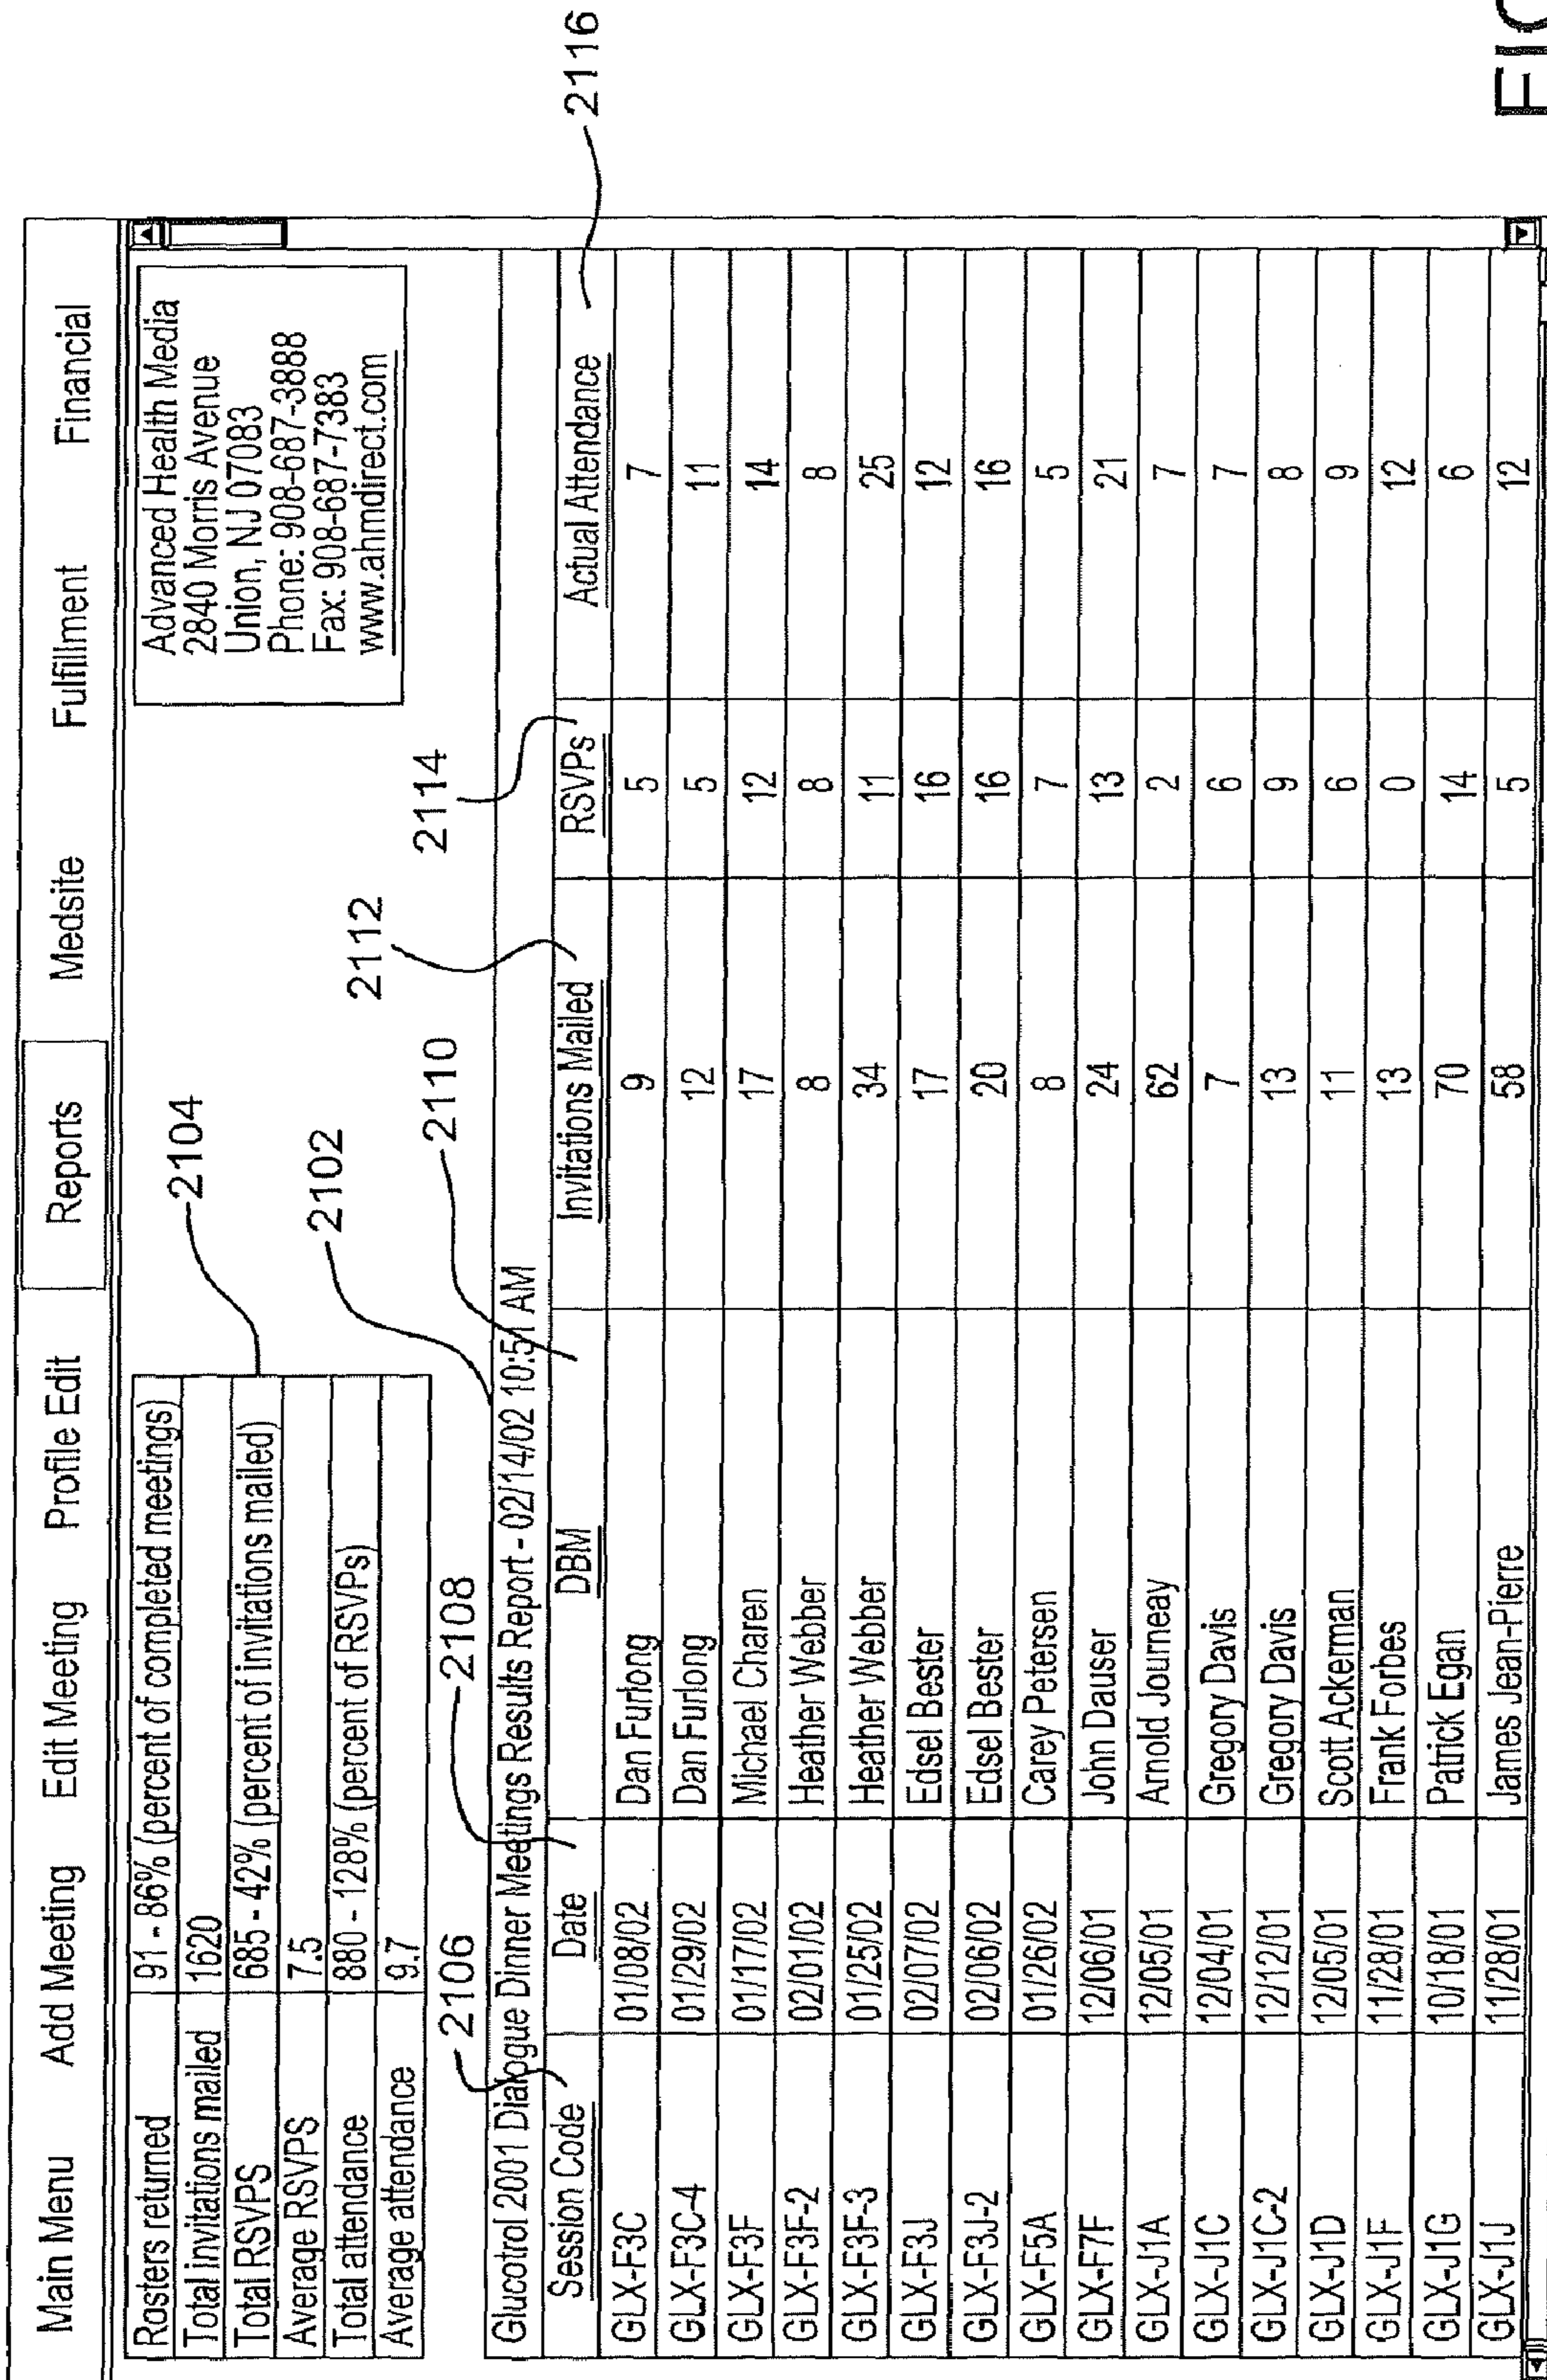 Main Menu Add Meeting Edit Meeting Profile Edit Reports Medsite Fulfillment Financial
Rosters returned 91 - 86% (percent of completed meetings)
Total invitations mailed 1620
Total RSVPS 685 - 42% (percent of invitations mailed)
Average RSVPS 7.5
Total attendance 880 - 128% (percent of RSVPs)
Average attendance 9.7
2104
Advanced Health Media
2840 Morris Avenue
Union, NJ 07083
Phone: 908-687-3888
Fax: 908-687-7383
www.ahmdirect.com
2106 2108 2102 2110 2112 2114
Glucotrol 2001 Dialogue Dinner Meetings Results Report - 02/14/02 10:51 AM
Session Code Date DBM Invitations Mailed RSVPs Actual Attendance 2116
GLX-F3C 01/08/02 Dan Furlong 9 5 7
GLX-F3C-4 01/29/02 Dan Furlong 12 5 11
GLX-F3F 01/17/02 Michael Charen 17 12 14
GLX-F3F-2 02/01/02 Heather Webber 8 8 8
GLX-F3F-3 01/25/02 Heather Webber 34 11 25
GLX-F3J 02/07/02 Edsel Bester 17 16 12
GLX-F3J-2 02/06/02 Edsel Bester 20 16 16
GLX-F5A 01/26/02 Carey Petersen 8 7 5
GLX-F7F 12/06/01 John Dauser 24 13 21
GLX-J1A 12/05/01 Arnold Journeay 62 2 7
GLX-J1C 12/04/01 Gregory Davis 7 6 7
GLX-J1C-2 12/12/01 Gregory Davis 13 9 8
GLX-J1D 12/05/01 Scott Ackerman 11 6 9
GLX-J1F 11/28/01 Frank Forbes 13 0 12
GLX-J1G 10/18/01 Patrick Egan 70 14 6
GLX-J1J 11/28/01 James Jean-Pierre 58 5 12